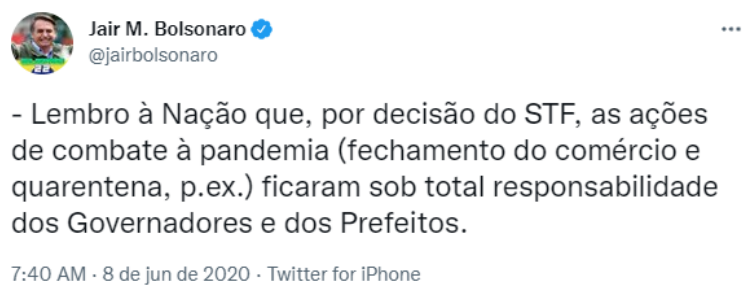 Jair M. Bolsonaro
@jairbolsonaro
- Lembro à Nação que, por decisão do STF, as ações
de combate à pandemia (fechamento do comércio e
quarentena, p.ex.) ficaram sob total responsabilidade
dos Governadores e dos Prefeitos.
7:40 AM · 8 de jun de 2020 · Twitter for iPhone